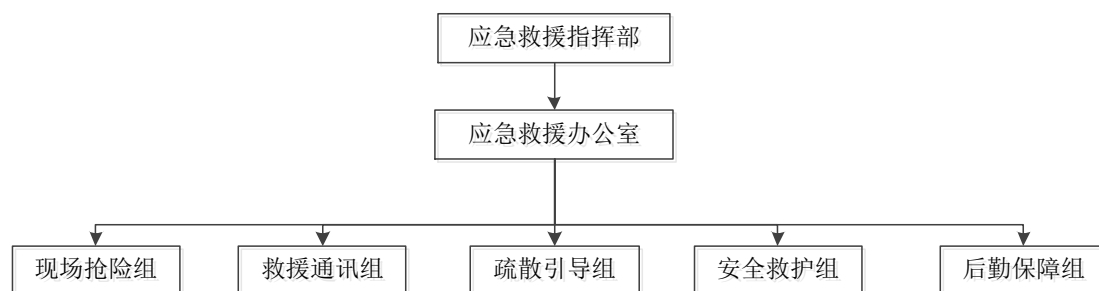 应急救援指挥部
应急救援办公室
现场抢险组
救援通讯组
疏散引导组
安全救护组
后勤保障组